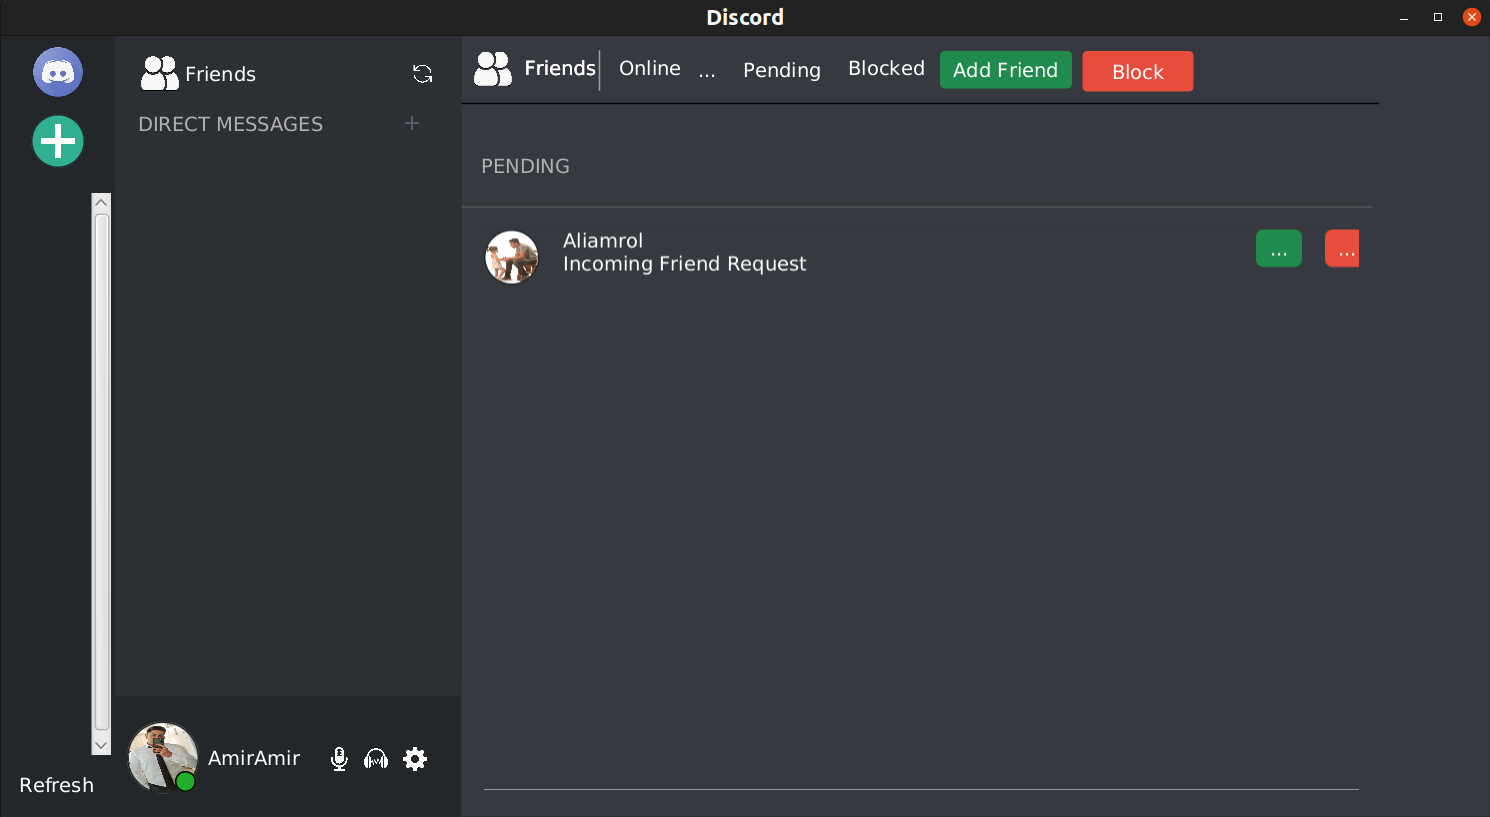 Discord
Friends
DIRECT MESSAGES +
Refresh
AmirAmir
Friends Online ... Pending Blocked Add Friend Block
PENDING
Aliamrol
Incoming Friend Request
... ...